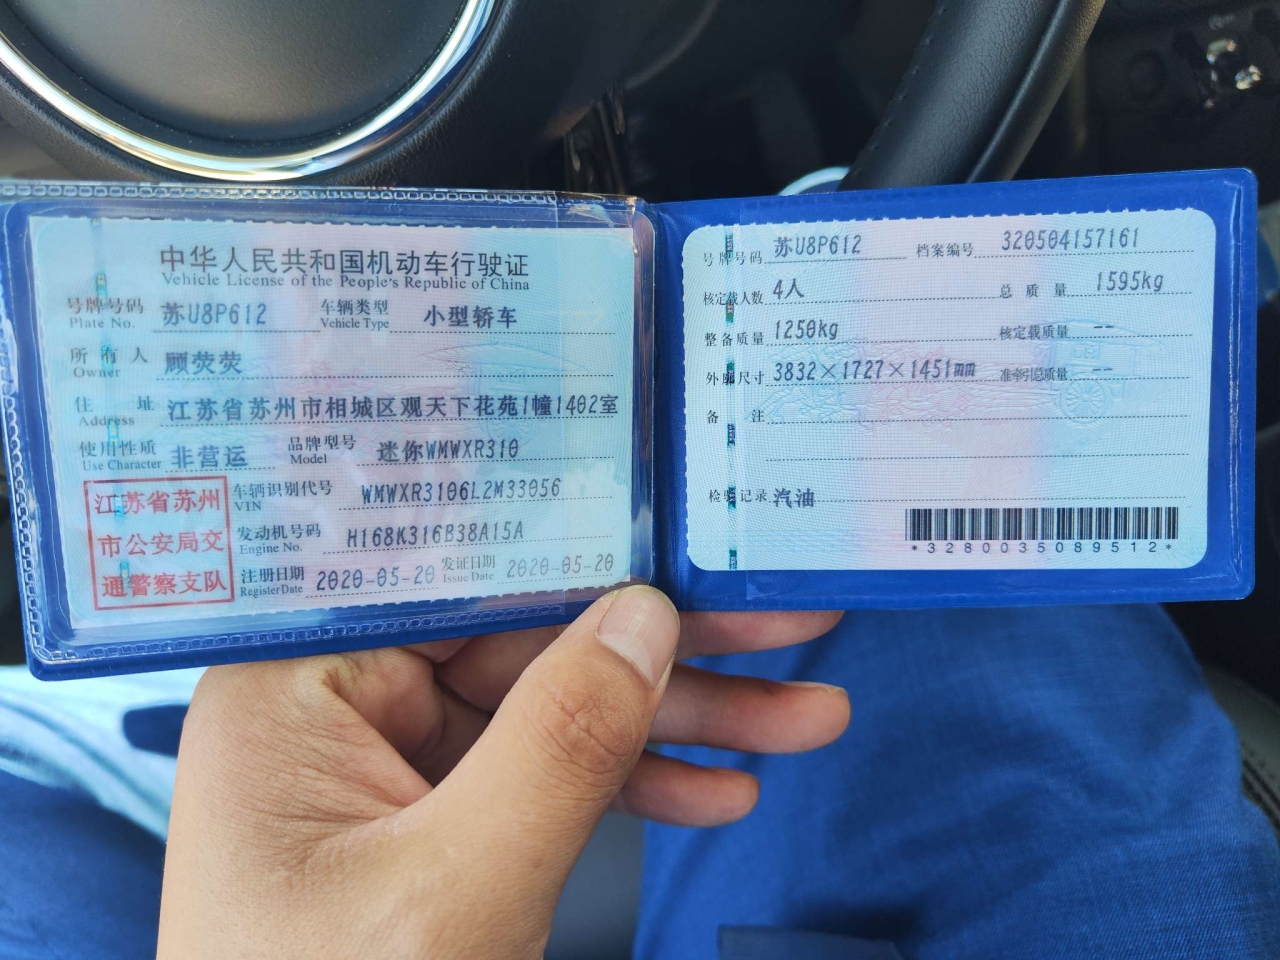 中华人民共和国机动车行驶证
Vehicle License of the People's Republic of China
号牌号码 苏U8P612 车辆类型 小型轿车
Plate No. Vehicle Type
所有人 顾荧荧
Owner
住址 江苏省苏州市相城区观天下花苑1幢1402室
Address
使用性质 非营运 品牌型号 迷你WMWXR310
Use Character Model
江苏省苏州
市公安局交
通警察支队
车辆识别代号 WMWXR3106L2M33056
VIN
发动机号码 H168K316B38A15A
Engine No.
注册日期 2020-05-20 发证日期 2020-05-20
Register Date Issue Date
号牌号码 苏U8P612 档案编号 320504157161
核定载人数 4人 总质量 1595kg
整备质量 1250kg 核定载质量 --
外廓尺寸 3832×1727×1451mm 准牵引总质量 --
备注
检验记录 汽油
*3280035089512*